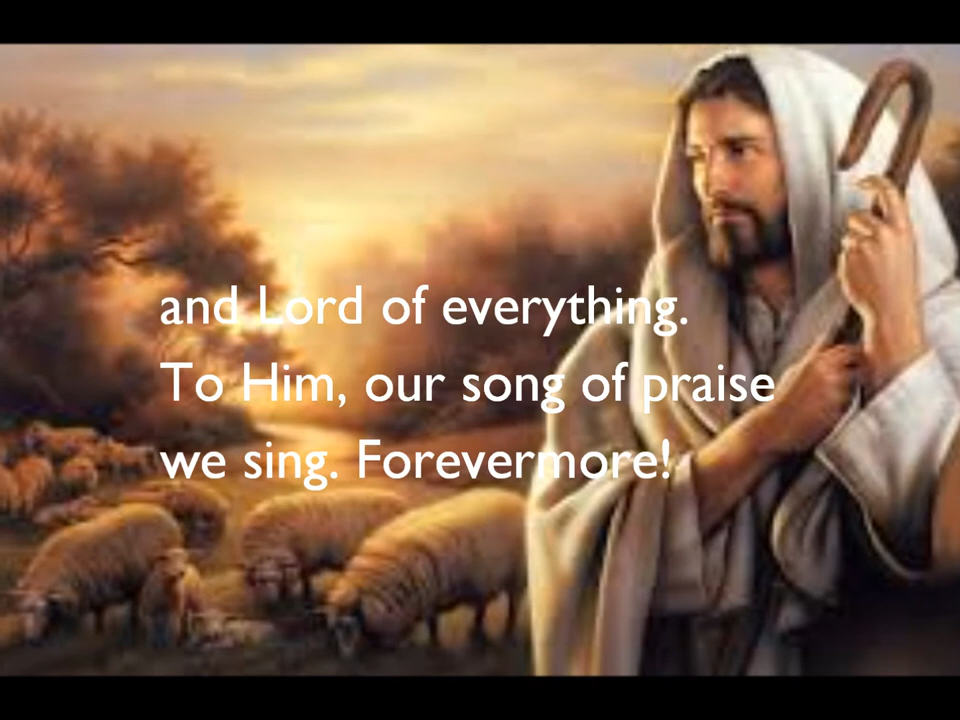 and Lord of everything.
To Him, our song of praise
we sing. Forevermore!